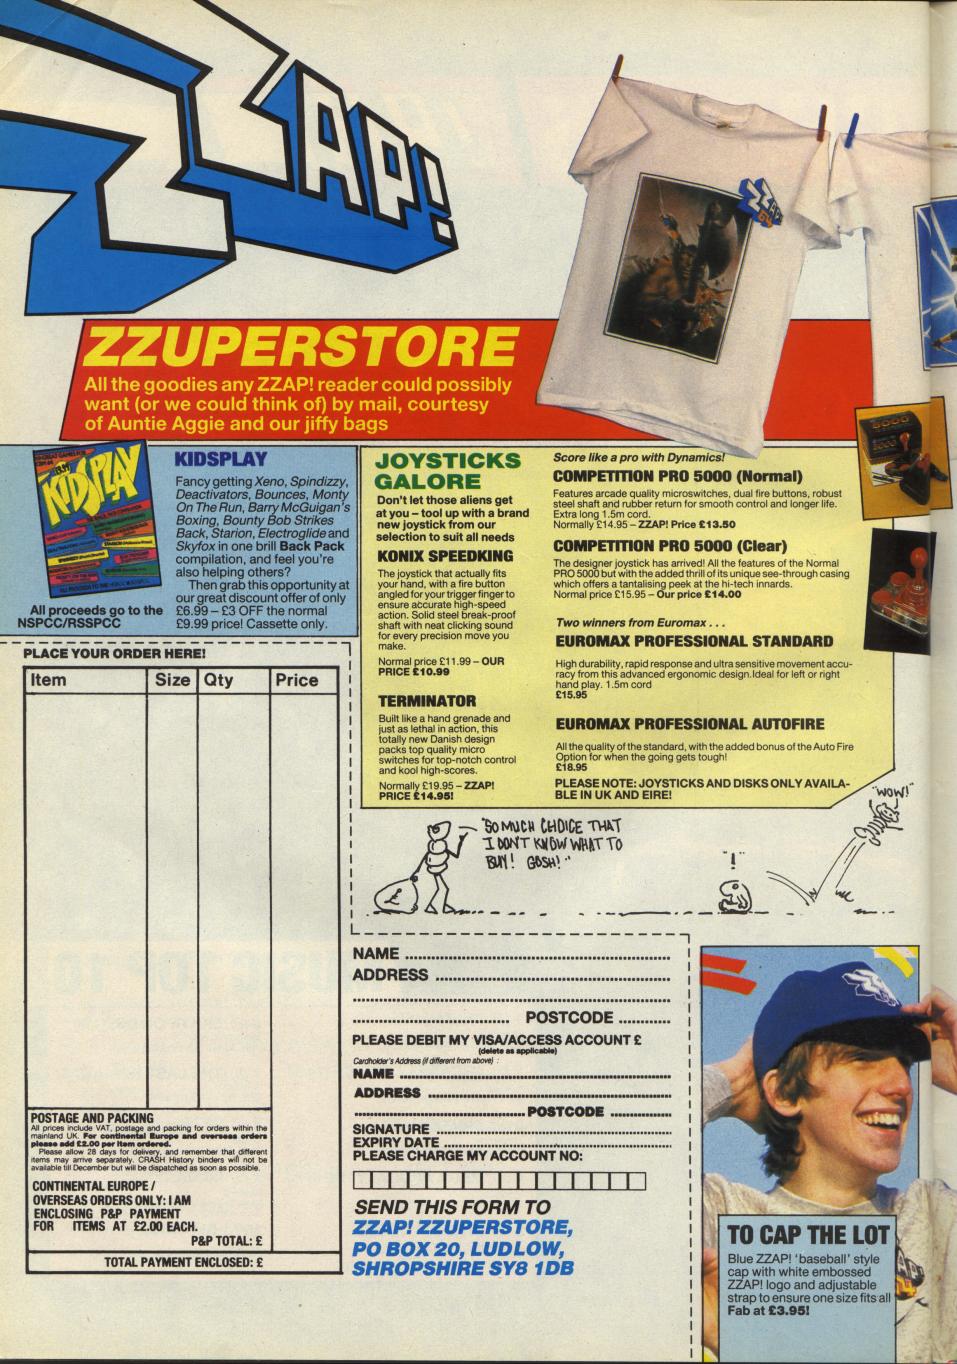 ZZAP!
ZZAP!
64
ZZUPERSTORE
All the goodies any ZZAP! reader could possibly
want (or we could think of) by mail, courtesy
of Auntie Aggie and our jiffy bags
KIDSPLAY
KIDSPLAY
Fancy getting Xeno, Spindizzy,
Deactivators, Bounces, Monty
On The Run, Barry McGuigan's
Boxing, Bounty Bob Strikes
Back, Starion, Electroglide and
Skyfox in one brill Back Pack
compilation, and feel you're
also helping others?
Then grab this opportunity at
our great discount offer of only
£6.99 – £3 OFF the normal
£9.99 price! Cassette only.
All proceeds go to the
NSPCC/RSSPCC
JOYSTICKS
GALORE
Don't let those aliens get
at you – tool up with a brand
new joystick from our
selection to suit all needs
KONIX SPEEDKING
The joystick that actually fits
your hand, with a fire button
angled for your trigger finger to
ensure accurate high-speed
action. Solid steel break-proof
shaft with neat clicking sound
for every precision move you
make.
Normal price £11.99 – OUR
PRICE £10.99
TERMINATOR
Built like a hand grenade and
just as lethal in action, this
totally new Danish design
packs top quality micro
switches for top-notch control
and kool high-scores.
Normally £19.95 – ZZAP!
PRICE £14.95!
Score like a pro with Dynamics!
COMPETITION PRO 5000 (Normal)
Features arcade quality microswitches, dual fire buttons, robust
steel shaft and rubber return for smooth control and longer life.
Extra long 1.5m cord.
Normally £14.95 – ZZAP! Price £13.50
COMPETITION PRO 5000 (Clear)
The designer joystick has arrived! All the features of the Normal
PRO 5000 but with the added thrill of its unique see-through casing
which offers a tantalising peek at the hi-tech innards.
Normal price £15.95 – Our price £14.00
Two winners from Euromax . . .
EUROMAX PROFESSIONAL STANDARD
High durability, rapid response and ultra sensitive movement accu-
racy from this advanced ergonomic design.Ideal for left or right
hand play. 1.5m cord
£15.95
EUROMAX PROFESSIONAL AUTOFIRE
All the quality of the standard, with the added bonus of the Auto Fire
Option for when the going gets tough!
£18.95
PLEASE NOTE: JOYSTICKS AND DISKS ONLY AVAILA-
BLE IN UK AND EIRE!
"WOW!"
"SO MUCH CHOICE THAT
I DON'T KNOW WHAT TO
BUY! GOSH!"
"!"
£
PLACE YOUR ORDER HERE!
Item Size Qty Price
POSTAGE AND PACKING
All prices include VAT, postage and packing for orders within the
mainland UK. For continental Europe and overseas orders
please add £2.00 per item ordered.
Please allow 28 days for delivery, and remember that different
items may arrive separately. CRASH History binders will not be
available till December but will be dispatched as soon as possible.
CONTINENTAL EUROPE /
OVERSEAS ORDERS ONLY: I AM
ENCLOSING P&P PAYMENT
FOR ITEMS AT £2.00 EACH.
P&P TOTAL: £
TOTAL PAYMENT ENCLOSED: £
NAME
ADDRESS
POSTCODE
PLEASE DEBIT MY VISA/ACCESS ACCOUNT £
(delete as applicable)
Cardholder's Address (if different from above) :
NAME
ADDRESS
POSTCODE
SIGNATURE
EXPIRY DATE
PLEASE CHARGE MY ACCOUNT NO:
SEND THIS FORM TO
ZZAP! ZZUPERSTORE,
PO BOX 20, LUDLOW,
SHROPSHIRE SY8 1DB
TO CAP THE LOT
Blue ZZAP! 'baseball' style
cap with white embossed
ZZAP! logo and adjustable
strap to ensure one size fits all
Fab at £3.95!